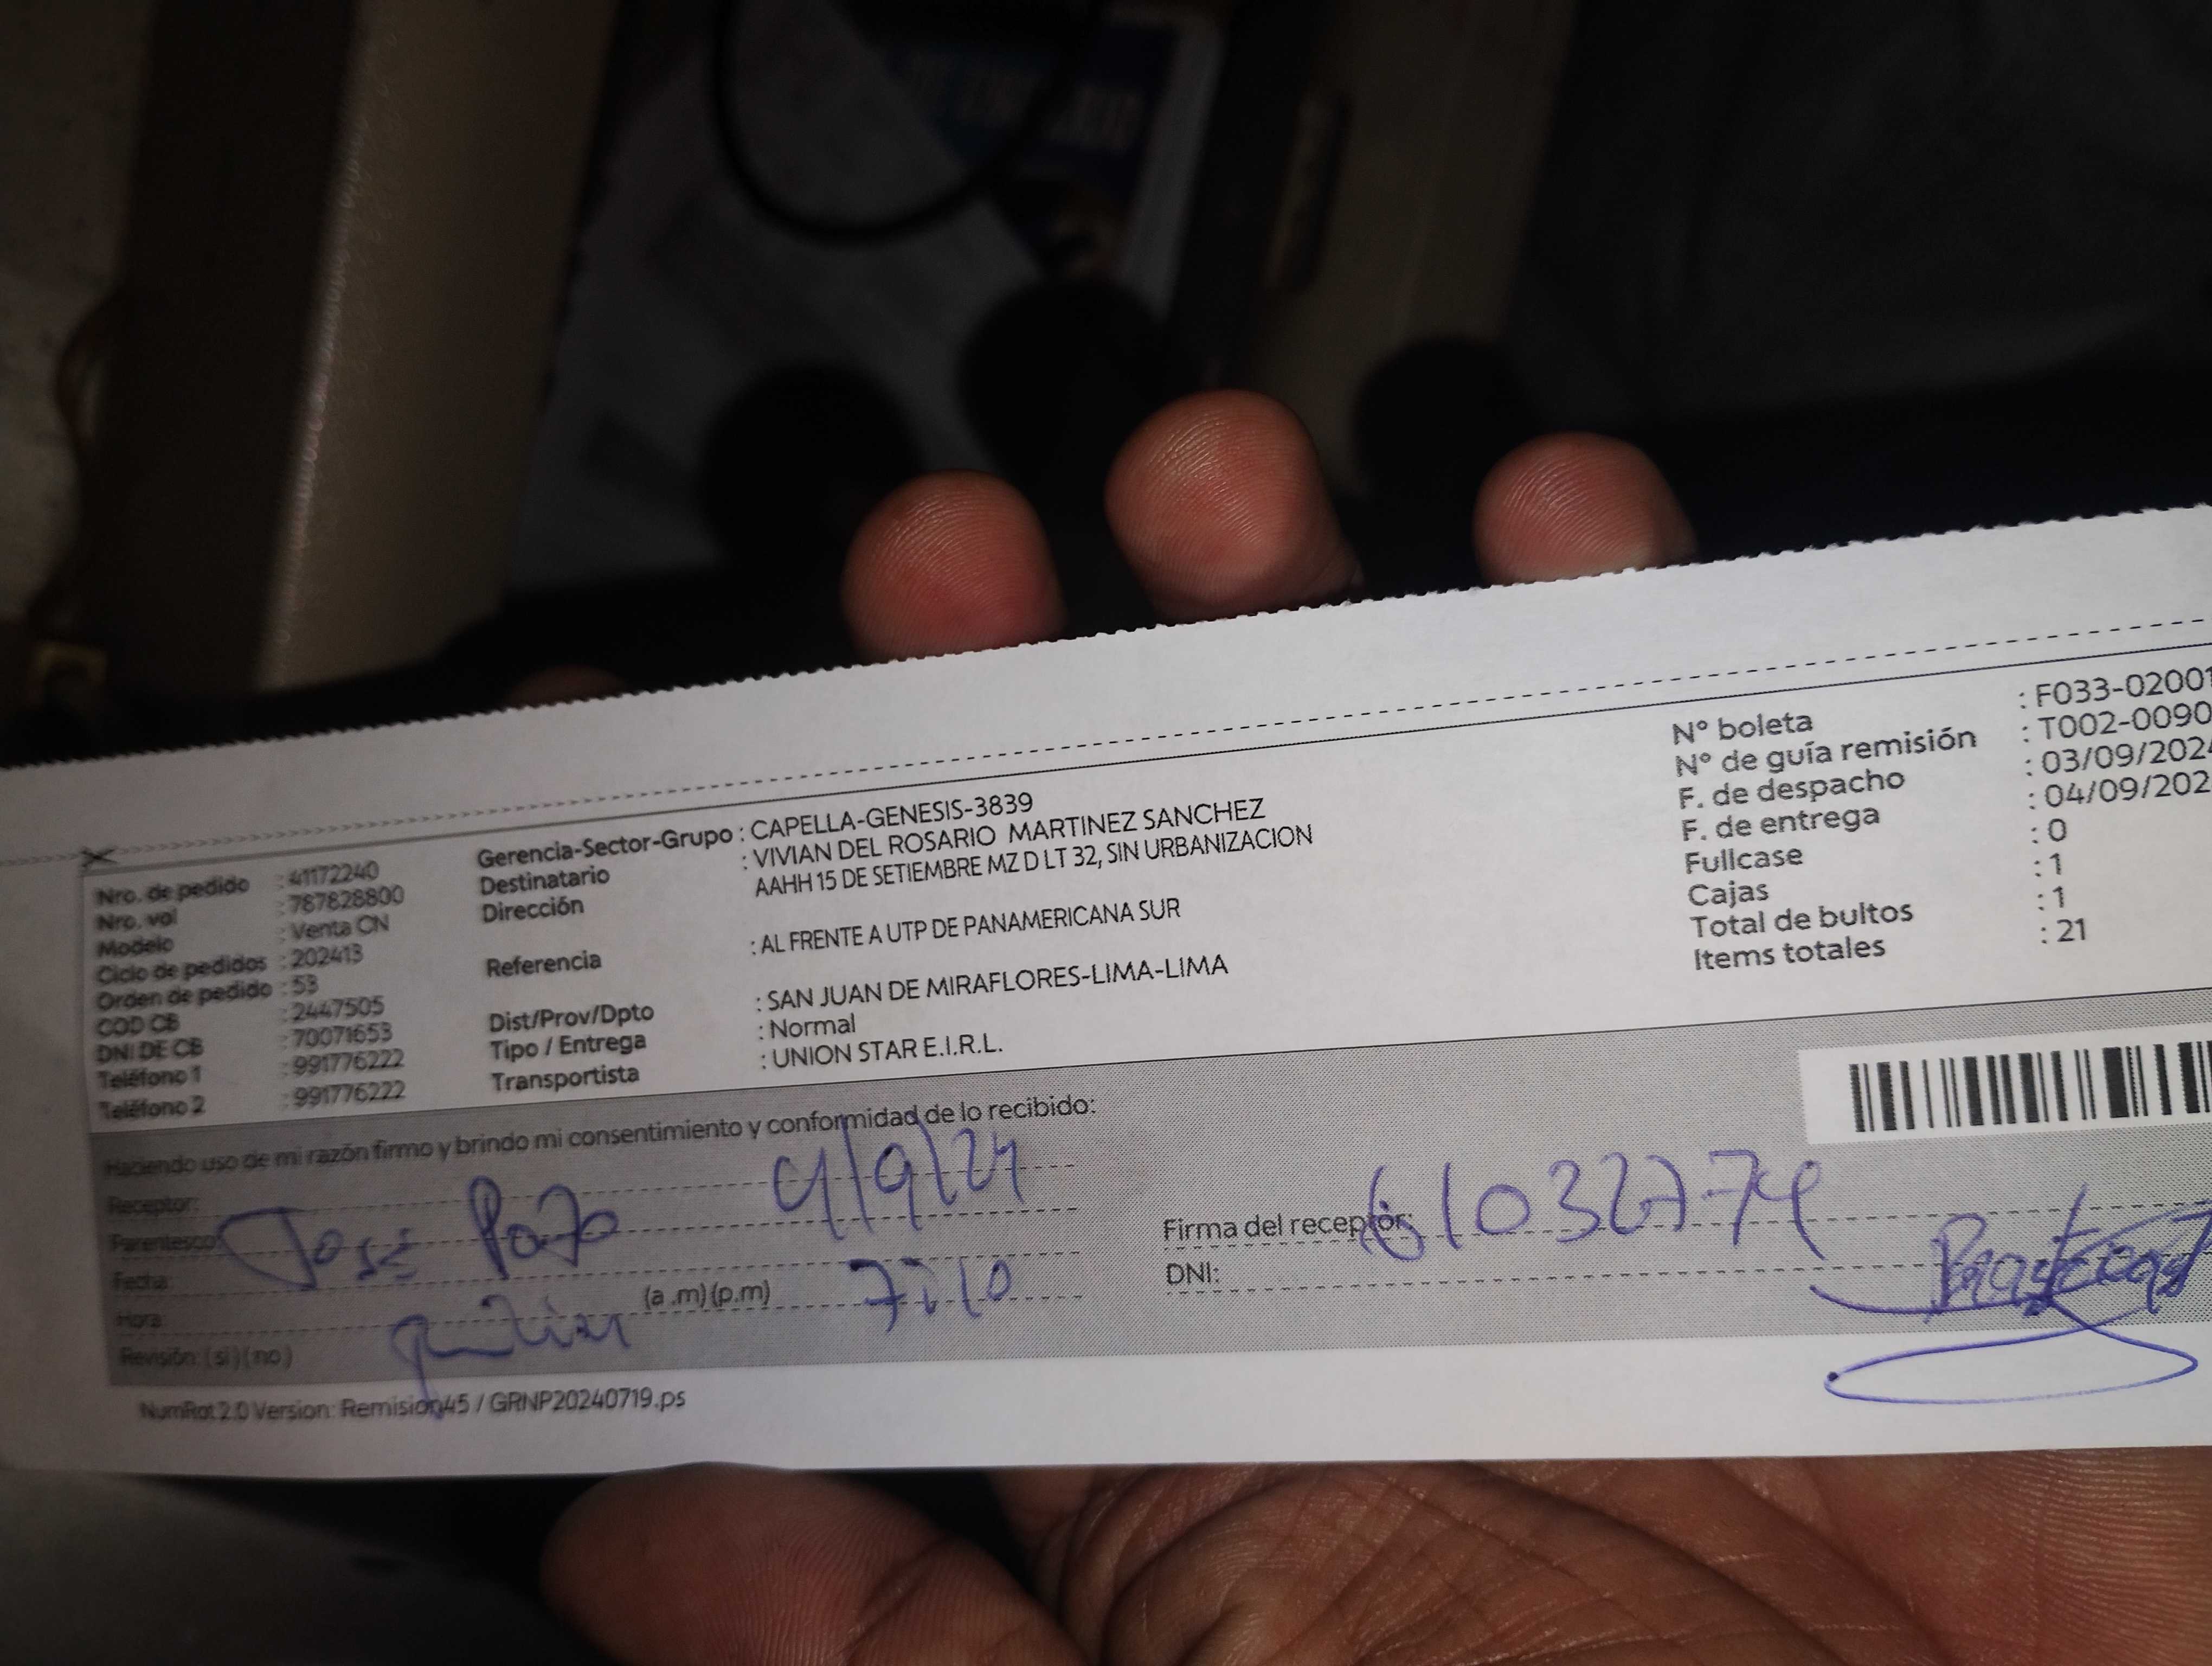 Nro. de pedido : 41172240
Nro. vol : 787828800
Modelo : Venta CN
Ciclo de pedidos : 202413
Orden de pedido : 53
COD CB : 2447505
DNI DE CB : 70071653
Teléfono 1 : 991776222
Teléfono 2 : 991776222
Gerencia-Sector-Grupo : CAPELLA-GENESIS-3839
Destinatario : VIVIAN DEL ROSARIO MARTINEZ SANCHEZ
Dirección AAHH 15 DE SETIEMBRE MZ D LT 32, SIN URBANIZACION
Referencia : AL FRENTE A UTP DE PANAMERICANA SUR
Dist/Prov/Dpto : SAN JUAN DE MIRAFLORES-LIMA-LIMA
Tipo / Entrega : Normal
Transportista : UNION STAR E.I.R.L.
N° boleta : F033-02001
N° de guía remisión : T002-0090
F. de despacho : 03/09/202
F. de entrega : 04/09/202
Fullcase : 0
Cajas : 1
Total de bultos : 1
Items totales : 21
Haciendo uso de mi razón firmo y brindo mi consentimiento y conformidad de lo recibido:
Receptor:
Parentesco:
José 4/9/24
Fecha:
Hora: (a .m) (p.m) 7:10
Revisión: (si) (no)
Firma del receptor: 61032774
DNI:
NumRot 2.0 Version: Remision45 / GRNP20240719.ps